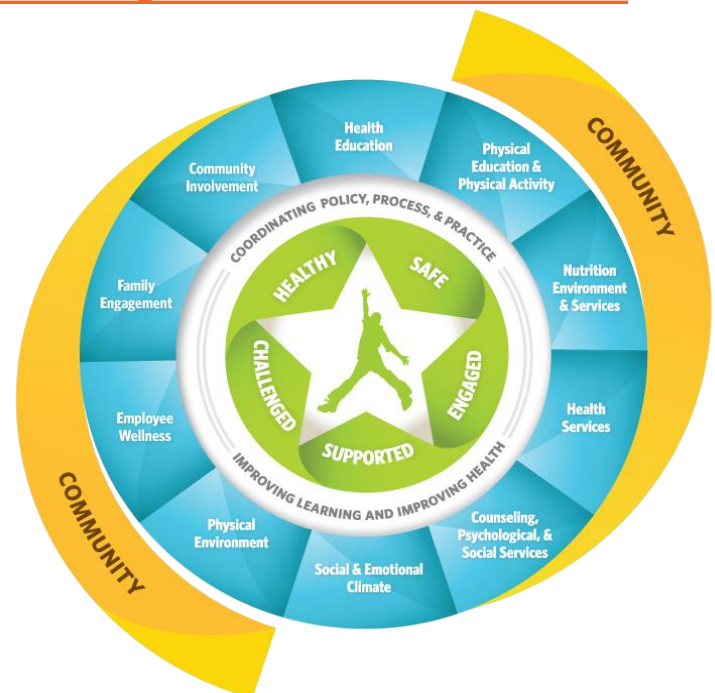 COMMUNITY
Health
Education
Physical
Education &
Physical Activity
Nutrition
Environment
& Services
Health
Services
Counseling,
Psychological, &
Social Services
Social & Emotional
Climate
Physical
Environment
Employee
Wellness
Family
Engagement
Community
Involvement
COORDINATING POLICY, PROCESS, & PRACTICE
HEALTHY
SAFE
ENGAGED
SUPPORTED
CHALLENGED
IMPROVING LEARNING AND IMPROVING HEALTH
COMMUNITY